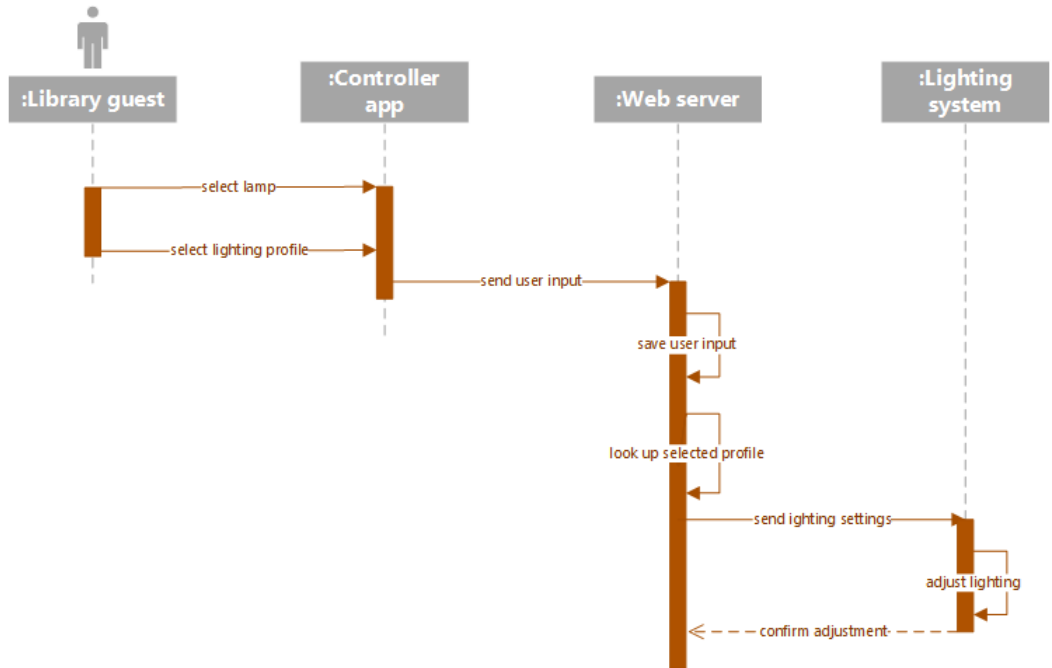 :Library guest
:Controller
app
:Web server
:Lighting
system
select lamp
select lighting profile
send user input
save user input
look up selected profile
send ighting settings
adjust lighting
confirm adjustment